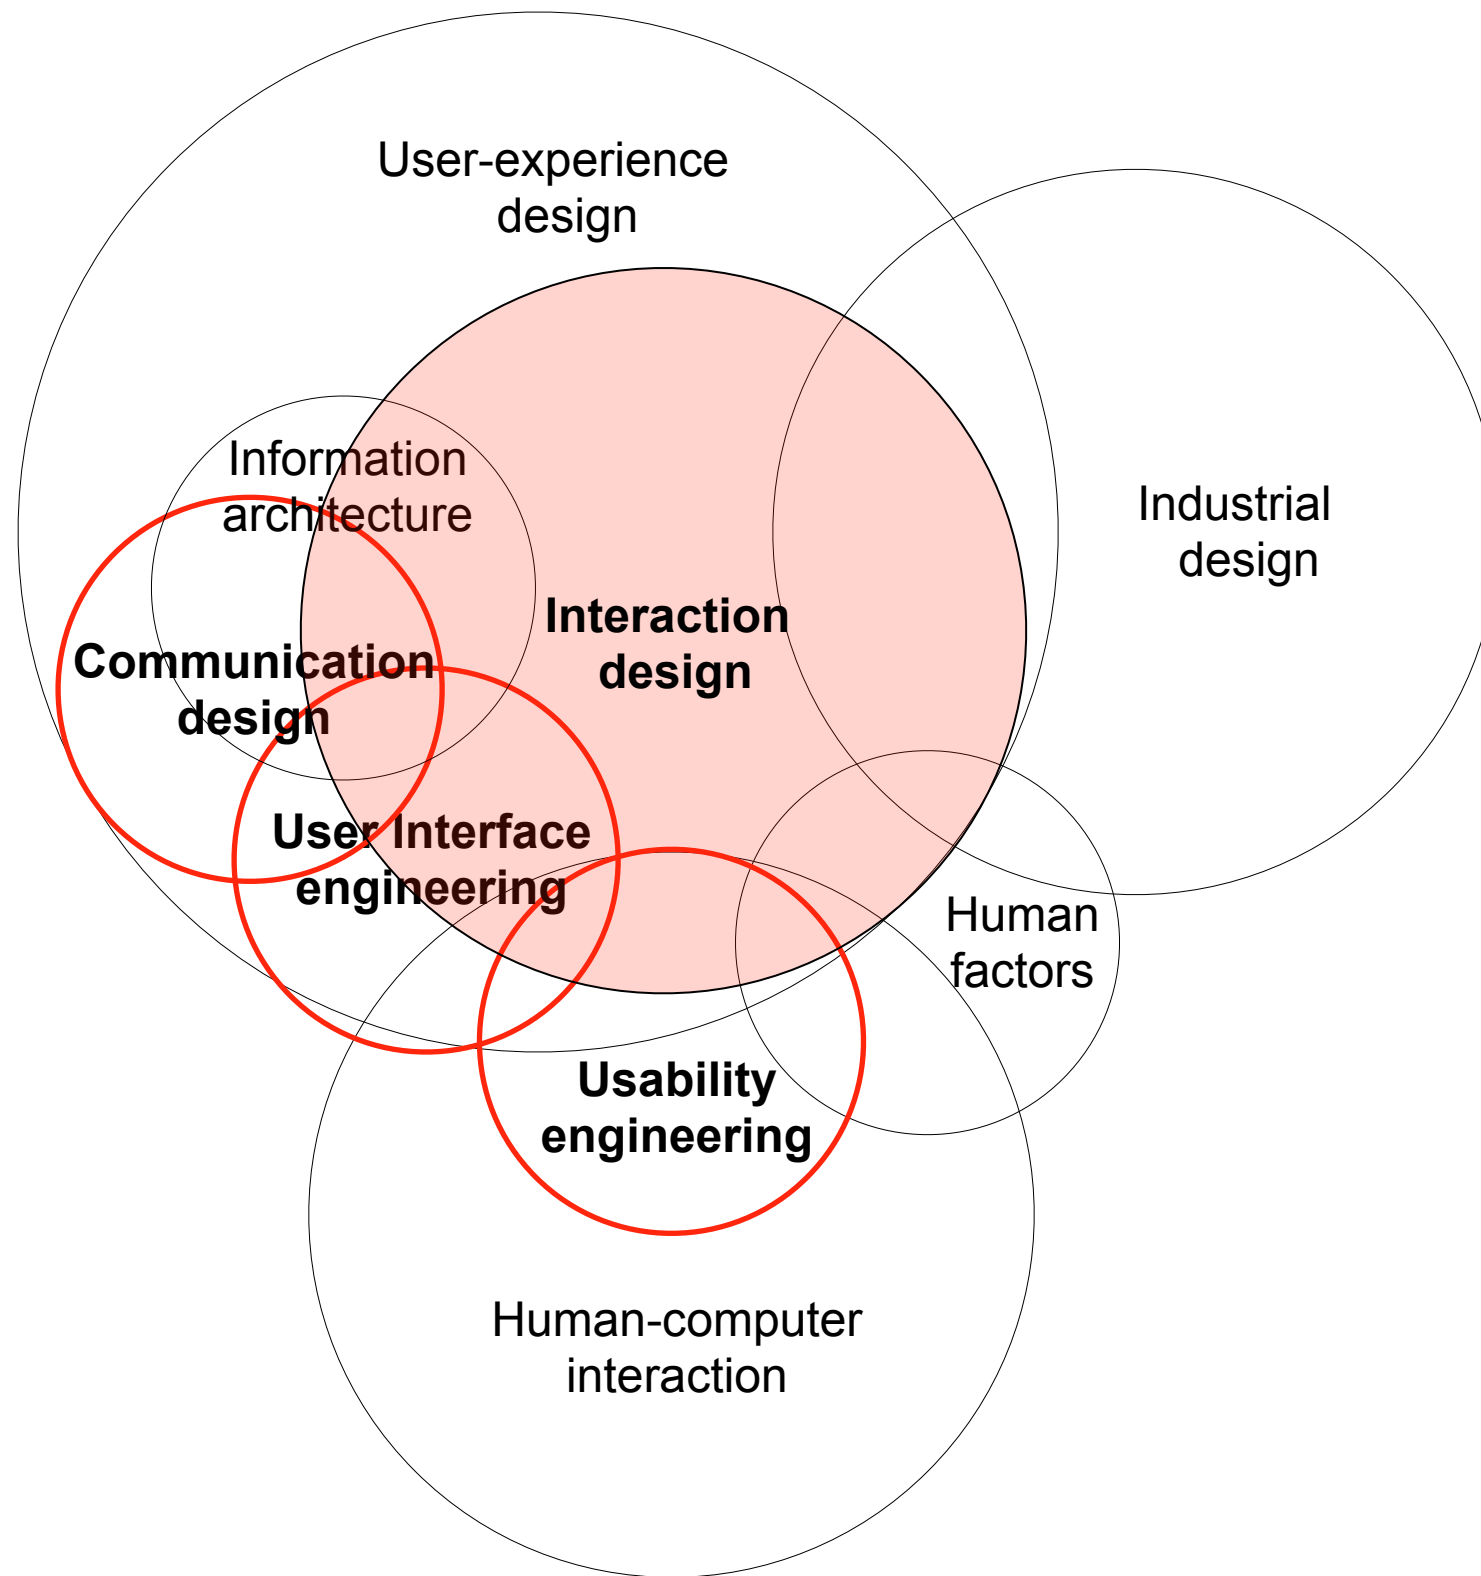 User-experience
design
Information
architecture
Industrial
design
Interaction
design
Communication
design
User Interface
engineering
Human
factors
Usability
engineering
Human-computer
interaction